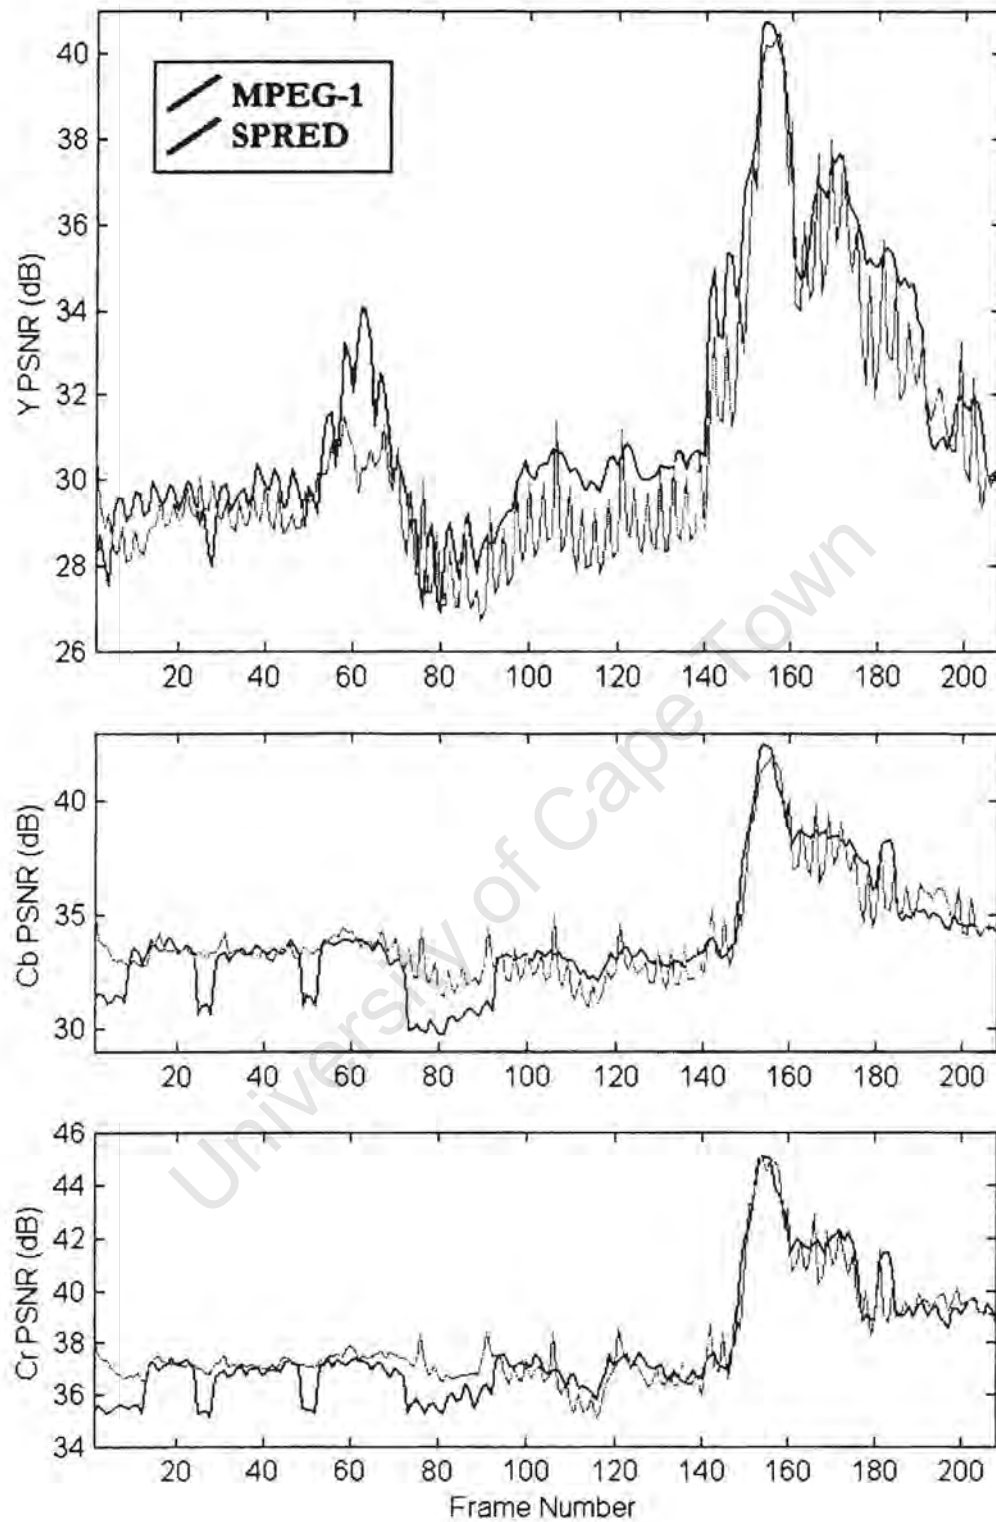 40
38
36
34
32
30
28
26
Y PSNR (dB)
MPEG-1
SPRED
20 40 60 80 100 120 140 160 180 200
40
35
30
Cb PSNR (dB)
20 40 60 80 100 120 140 160 180 200
46
44
42
40
38
36
34
Cr PSNR (dB)
20 40 60 80 100 120 140 160 180 200
Frame Number
University of Cape Town